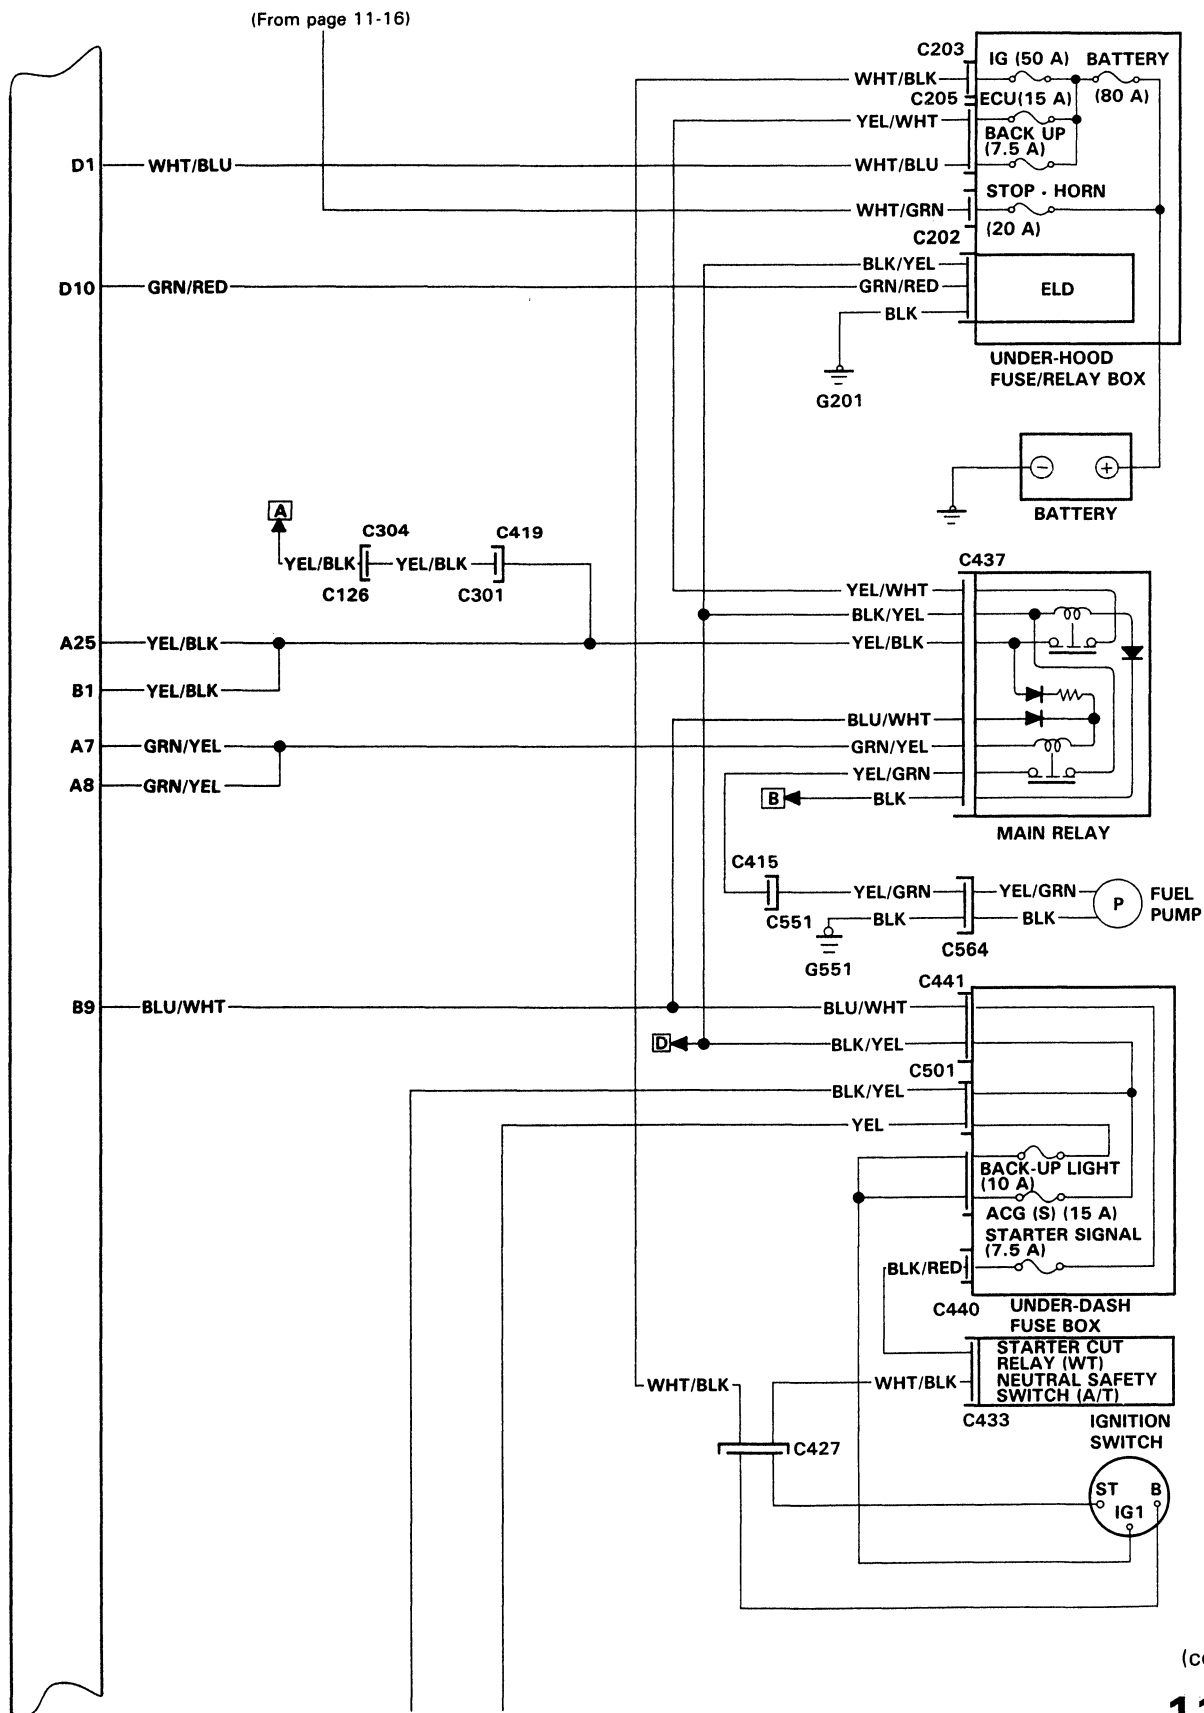 (From page 11-16)
C203
IG (50 A) BATTERY
WHT/BLK
(80 A)
C205 ECU(15 A)
YEL/WHT
BACK UP
(7.5 A)
D1 WHT/BLU WHT/BLU
STOP · HORN
WHT/GRN
(20 A)
C202
BLK/YEL
D10 GRN/RED GRN/RED
ELD
BLK
UNDER-HOOD
FUSE/RELAY BOX
G201
− +
BATTERY
A
C304 C419
YEL/BLK YEL/BLK
C126 C301
C437
YEL/WHT
BLK/YEL
A25 YEL/BLK YEL/BLK
B1 YEL/BLK
BLU/WHT
A7 GRN/YEL GRN/YEL
YEL/GRN
A8 GRN/YEL
B BLK
MAIN RELAY
C415
YEL/GRN YEL/GRN
P
FUEL
PUMP
C551 BLK BLK
C564
G551
C441
B9 BLU/WHT BLU/WHT
D BLK/YEL
C501
BLK/YEL
YEL
BACK-UP LIGHT
(10 A)
ACG (S) (15 A)
STARTER SIGNAL
(7.5 A)
BLK/RED
C440
UNDER-DASH
FUSE BOX
STARTER CUT
RELAY (WT)
WHT/BLK WHT/BLK
NEUTRAL SAFETY
SWITCH (A/T)
C433
IGNITION
SWITCH
C427
ST B
IG1